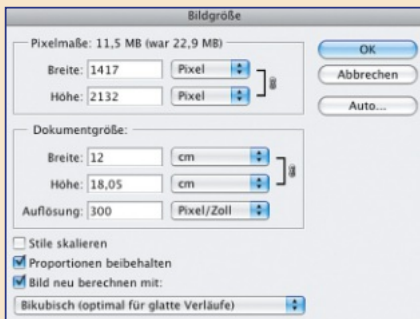 Bildgröße
Pixelmaße: 11,5 MB (war 22,9 MB)
OK
Breite: 1417 Pixel
Abbrechen
Höhe: 2132 Pixel
Auto...
Dokumentgröße:
Breite: 12 cm
Höhe: 18,05 cm
Auflösung: 300 Pixel/Zoll
Stile skalieren
Proportionen beibehalten
Bild neu berechnen mit:
Bikubisch (optimal für glatte Verläufe)